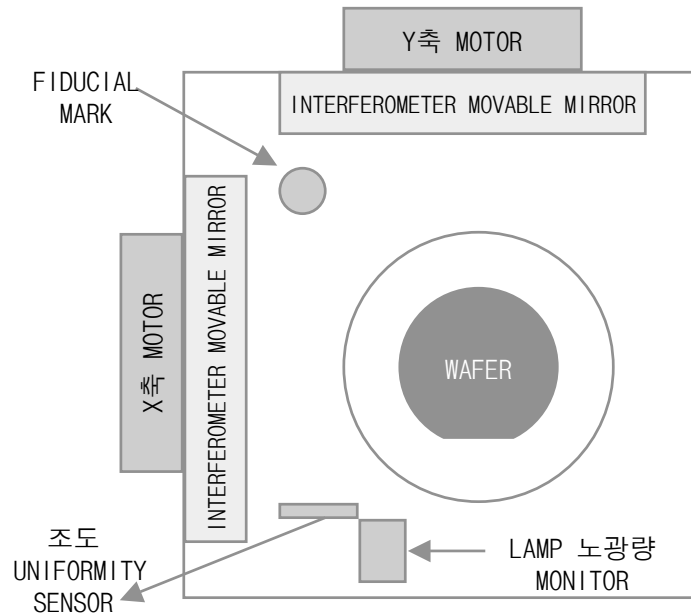 Y축 MOTOR
FIDUCIAL
MARK
INTERFEROMETER MOVABLE MIRROR
INTERFEROMETER MOVABLE MIRROR
X축 MOTOR
WAFER
조도
UNIFORMITY
SENSOR
LAMP 노광량
MONITOR